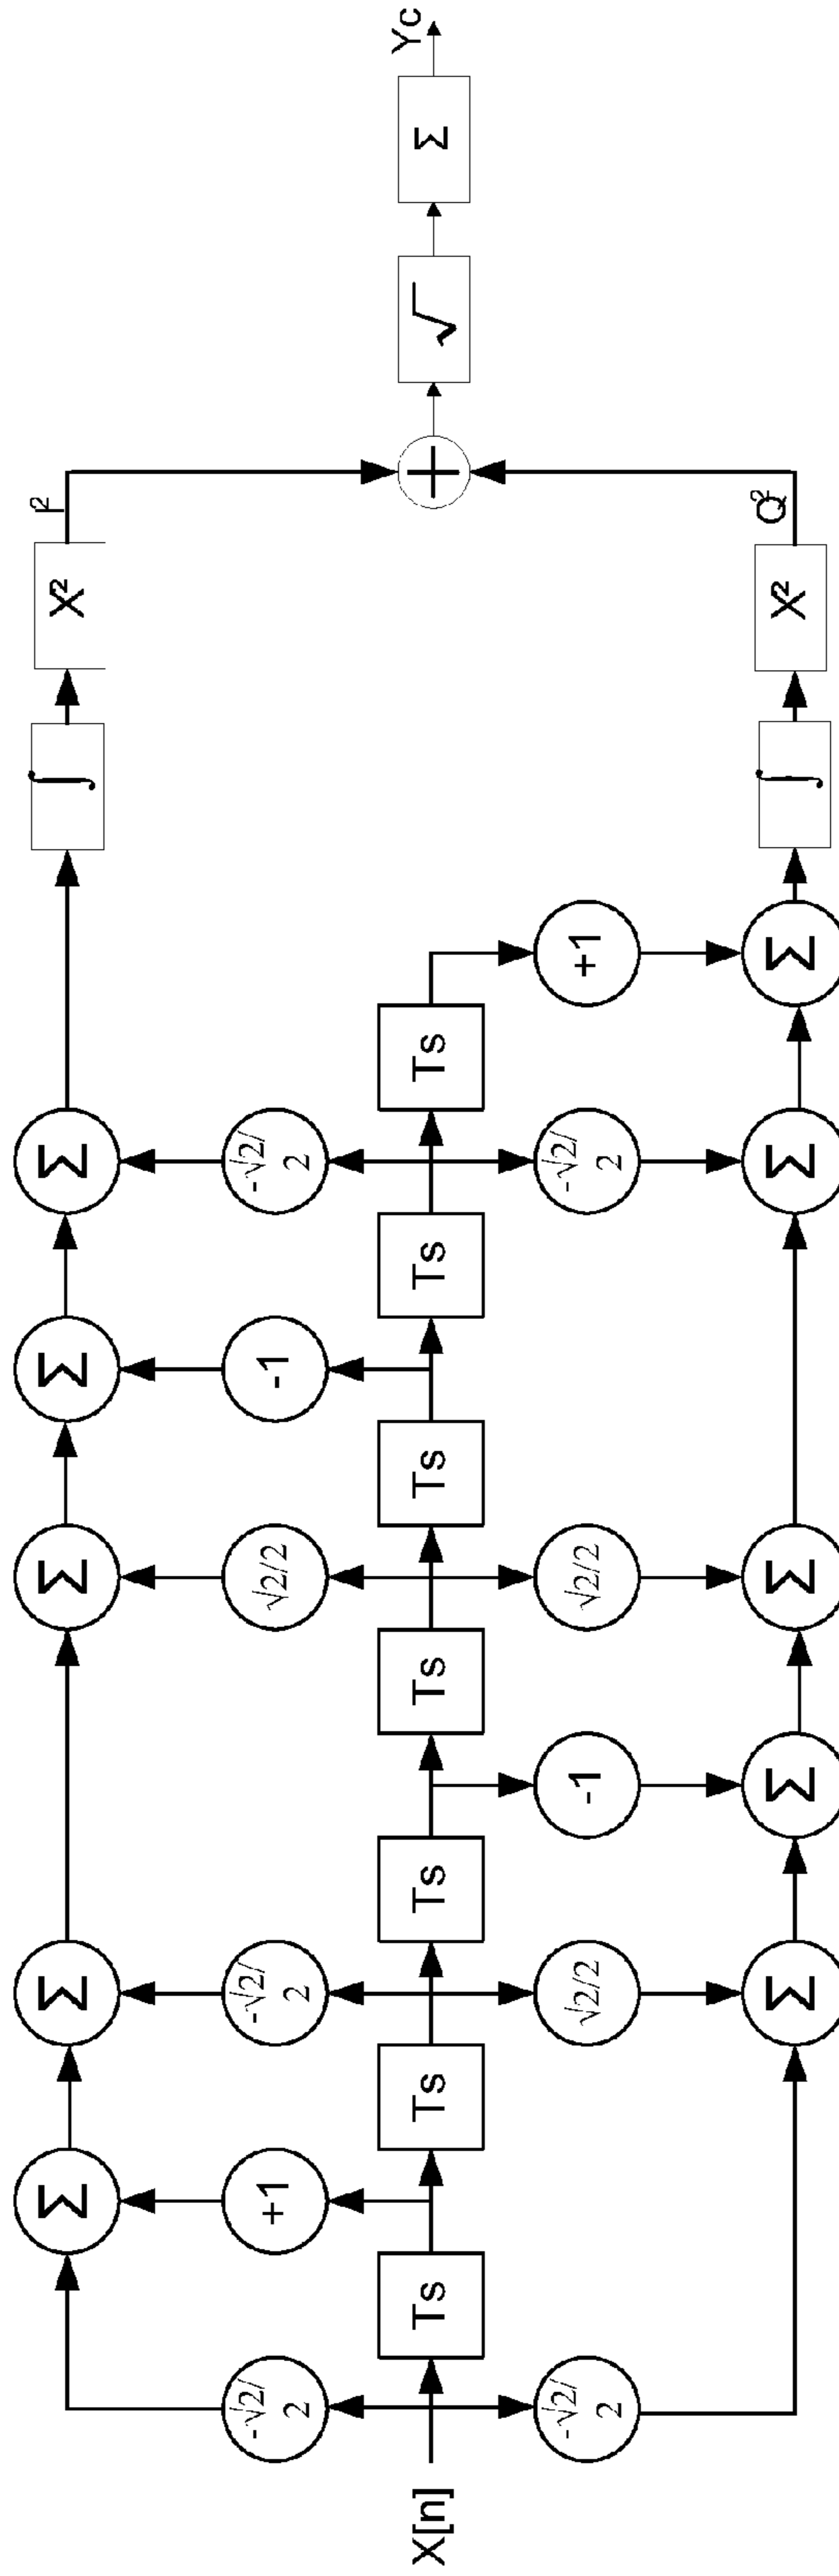 X[n]
-√2/
2
Σ
+1
Σ
-√2/
2
Σ
√2/2
Σ
-1
Σ
-√2/
2
∫
X²
I²
Ts
Ts
Ts
Ts
Ts
Ts
Ts
-√2/
2
√2/2
Σ
-1
Σ
√2/2
Σ
-√2/
2
Σ
+1
Σ
∫
X²
Q²
+
√
Σ
Yc